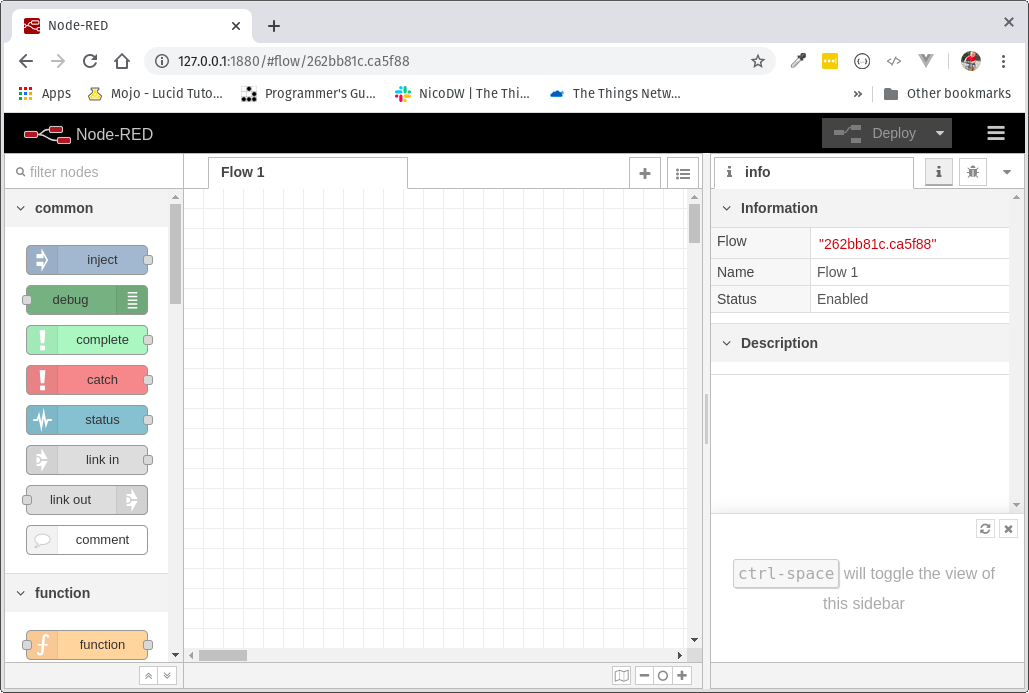 Node-RED
127.0.0.1:1880/#flow/262bb81c.ca5f88
Apps
Mojo - Lucid Tuto...
Programmer's Gu...
NicoDW | The Thi...
The Things Netw...
»
Other bookmarks
Node-RED
Deploy
filter nodes
Flow 1
info
common
inject
debug
complete
catch
status
link in
link out
comment
function
function
Information
Flow "262bb81c.ca5f88"
Name Flow 1
Status Enabled
Description
ctrl-space will toggle the view of
this sidebar